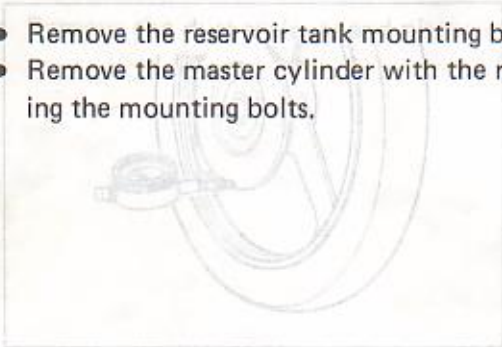 Remove the reservoir tank mounting
Remove the master cylinder with the
ing the mounting bolts.